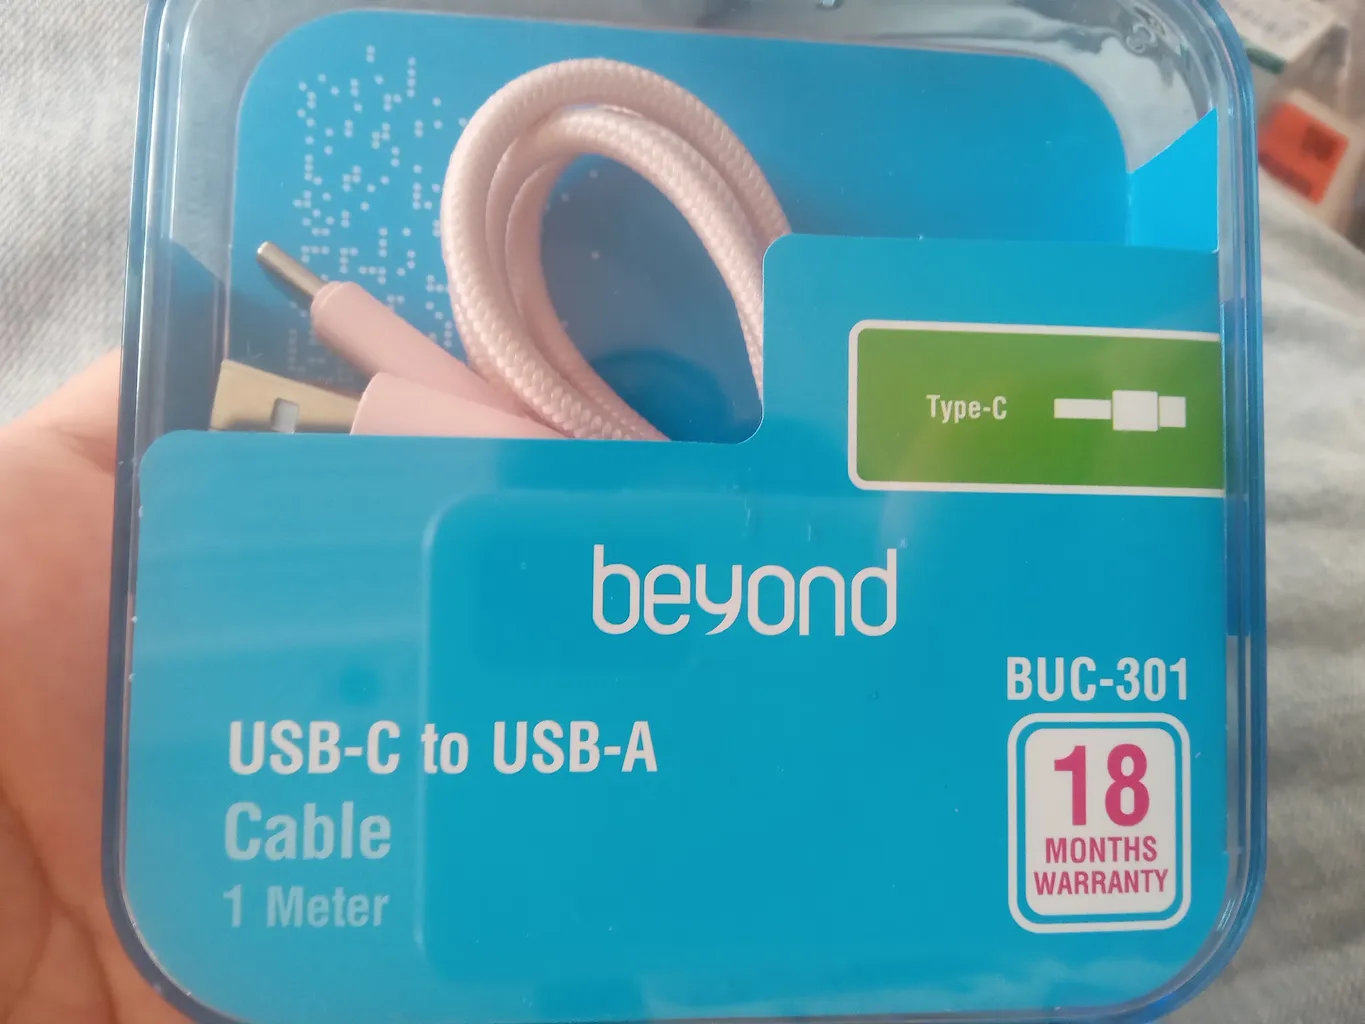 Type-C
beyond
BUC-301
USB-C to USB-A
Cable
1 Meter
18
MONTHS
WARRANTY